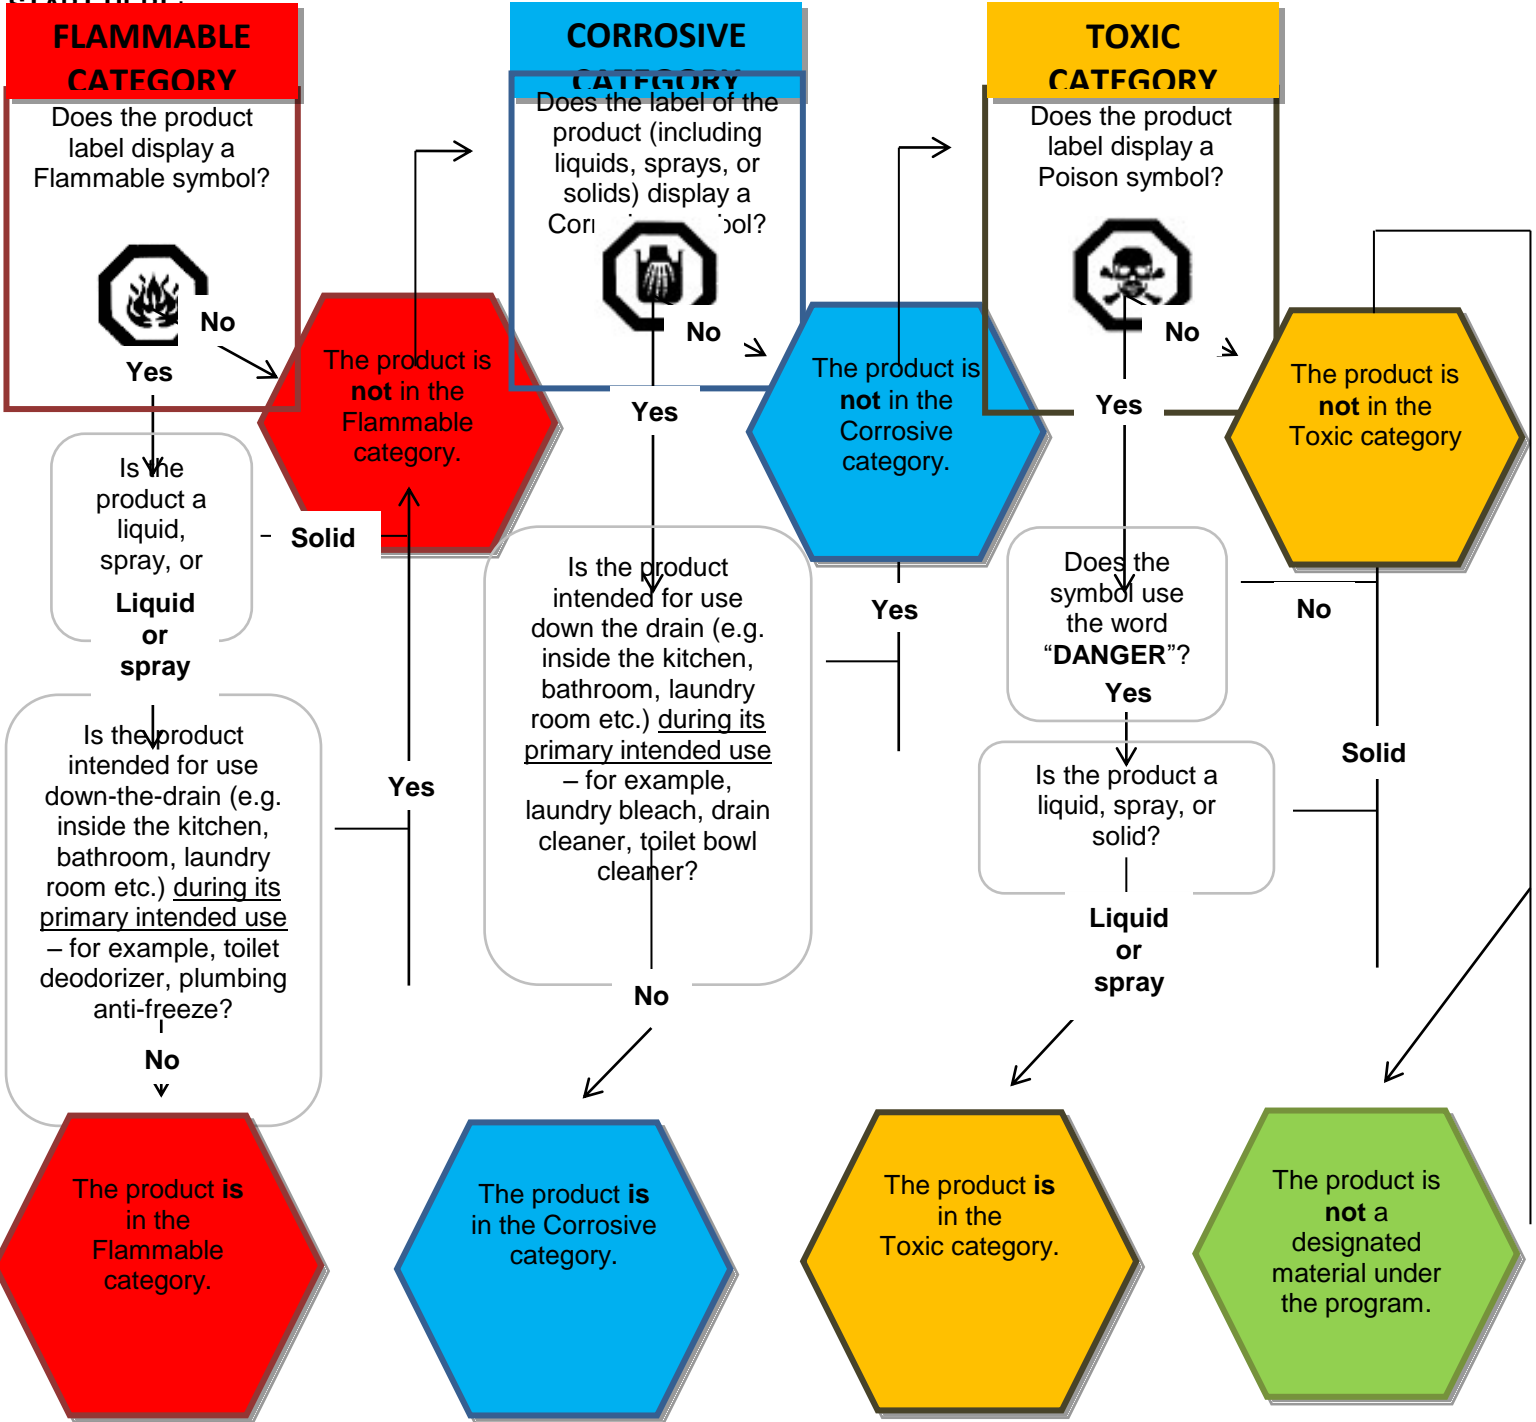 FLAMMABLE
CATEGORY
Does the product
label display a
Flammable symbol?
No
Yes
The product is
not in the
Flammable
category.
Is the
product a
liquid,
spray, or
Solid
Liquid
or
spray
Is the product
intended for use
down-the-drain (e.g.
inside the kitchen,
bathroom, laundry
room etc.) during its
primary intended use
– for example, toilet
deodorizer, plumbing
anti-freeze?
Yes
No
The product is
in the
Flammable
category.
CORROSIVE
CATEGORY
Does the label of the
product (including
liquids, sprays, or
solids) display a
No
Yes
The product is
not in the
Corrosive
category.
Is the product
intended for use
down the drain (e.g.
inside the kitchen,
bathroom, laundry
room etc.) during its
primary intended use
– for example,
laundry bleach, drain
cleaner, toilet bowl
cleaner?
Yes
No
The product is
in the Corrosive
category.
TOXIC
CATEGORY
Does the product
label display a
Poison symbol?
No
Yes
The product is
not in the
Toxic category
Does the
symbol use
the word
“DANGER”?
No
Yes
Is the product a
liquid, spray, or
solid?
Solid
Liquid
or
spray
The product is
in the
Toxic category.
The product is
not a
designated
material under
the program.